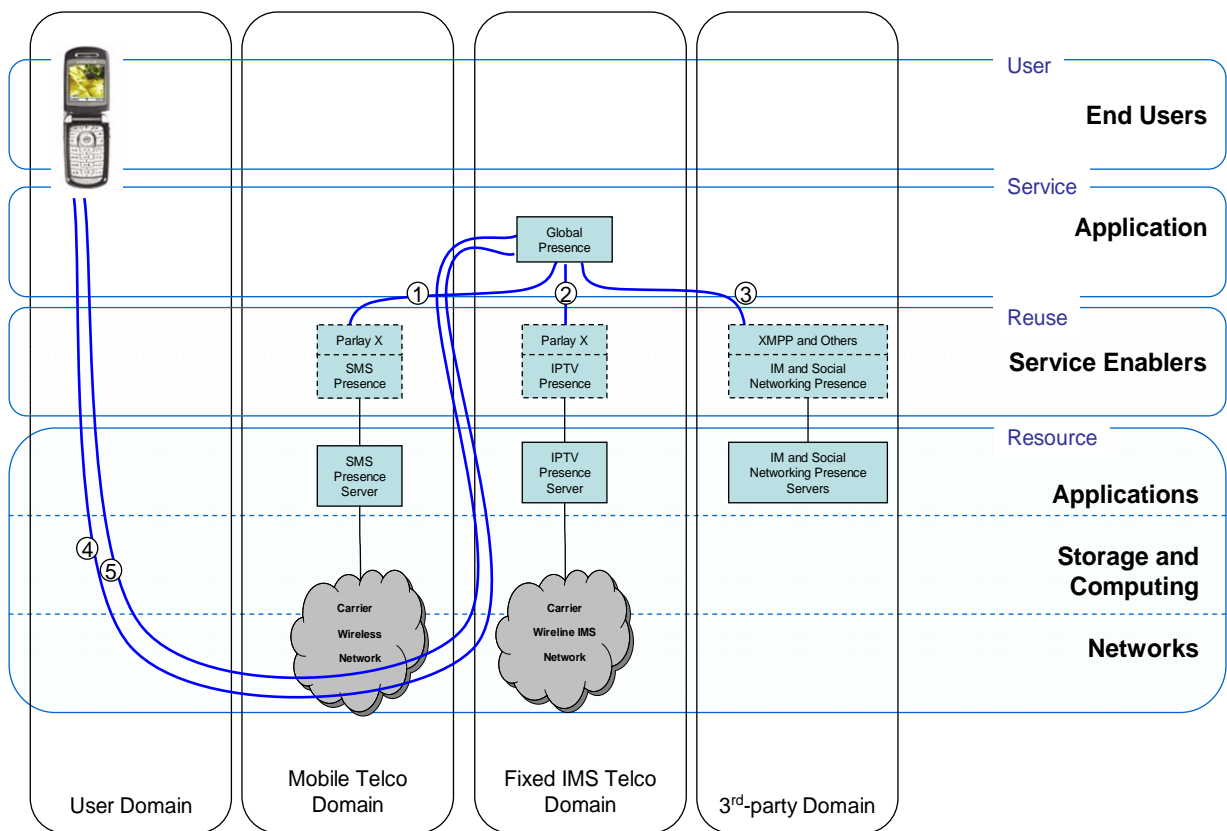 User
End Users
Service
Application
Global
Presence
1
2
3
Reuse
Service Enablers
Parlay X
SMS
Presence
Parlay X
IPTV
Presence
XMPP and Others
IM and Social
Networking Presence
Resource
SMS
Presence
Server
IPTV
Presence
Server
IM and Social
Networking Presence
Servers
Applications
4
5
Storage and
Computing
Carrier
Wireless
Network
Carrier
Wireline IMS
Network
Networks
User Domain
Mobile Telco
Domain
Fixed IMS Telco
Domain
3rd-party Domain